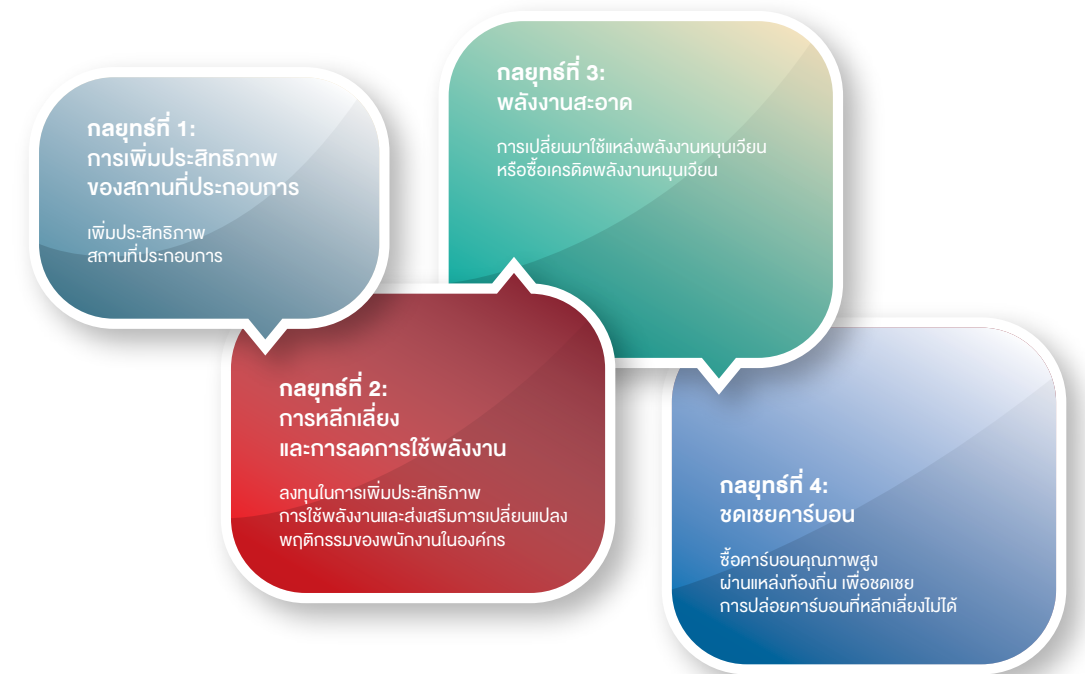 กลยุทธ์ที่ 1:
การเพิ่มประสิทธิภาพ
ของสถานที่ประกอบการ
เพิ่มประสิทธิภาพ
สถานที่ประกอบการ
กลยุทธ์ที่ 2:
การหลีกเลี่ยง
และการลดการใช้พลังงาน
ลงทุนในการเพิ่มประสิทธิภาพ
การใช้พลังงานและส่งเสริมการเปลี่ยนแปลง
พฤติกรรมของพนักงานในองค์กร
กลยุทธ์ที่ 3:
พลังงานสะอาด
การเปลี่ยนมาใช้แหล่งพลังงานหมุนเวียน
หรือซื้อเครดิตพลังงานหมุนเวียน
กลยุทธ์ที่ 4:
ชดเชยคาร์บอน
ซื้อคาร์บอนคุณภาพสูง
ผ่านแหล่งท้องถิ่น เพื่อชดเชย
การปล่อยคาร์บอนที่หลีกเลี่ยงไม่ได้